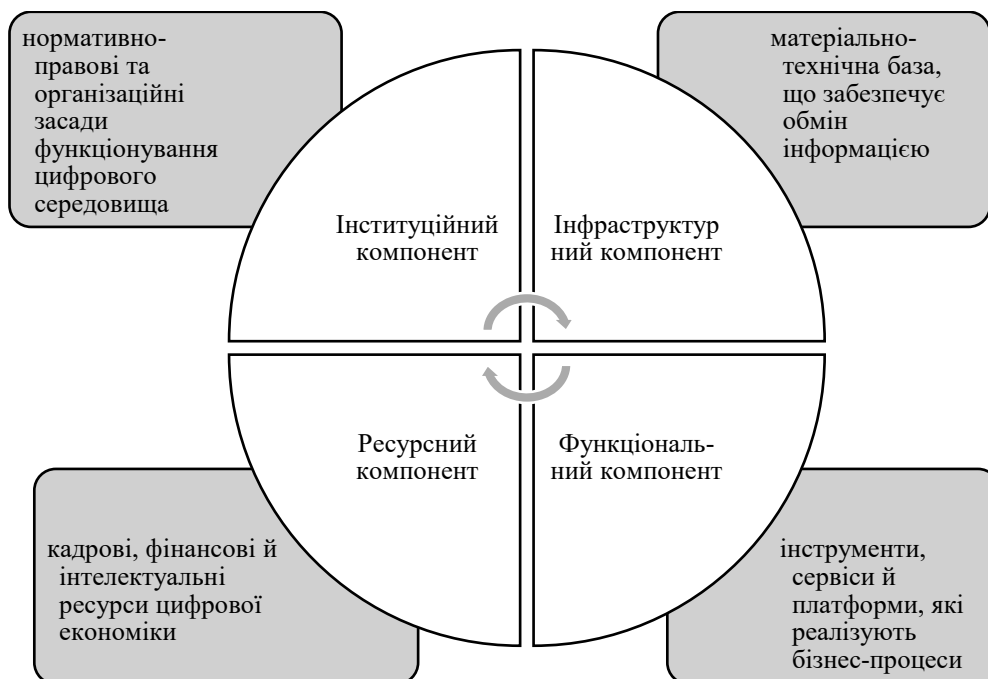 нормативно-
правові та
організаційні
засади
функціонування
цифрового
середовища
матеріально-
технічна база,
що забезпечує
обмін
інформацією
Інституційний
компонент
Інфраструктур
ний компонент
Ресурсний
компонент
Функціональ-
ний компонент
кадрові, фінансові й
інтелектуальні
ресурси цифрової
економіки
інструменти,
сервіси й
платформи, які
реалізують
бізнес-процеси